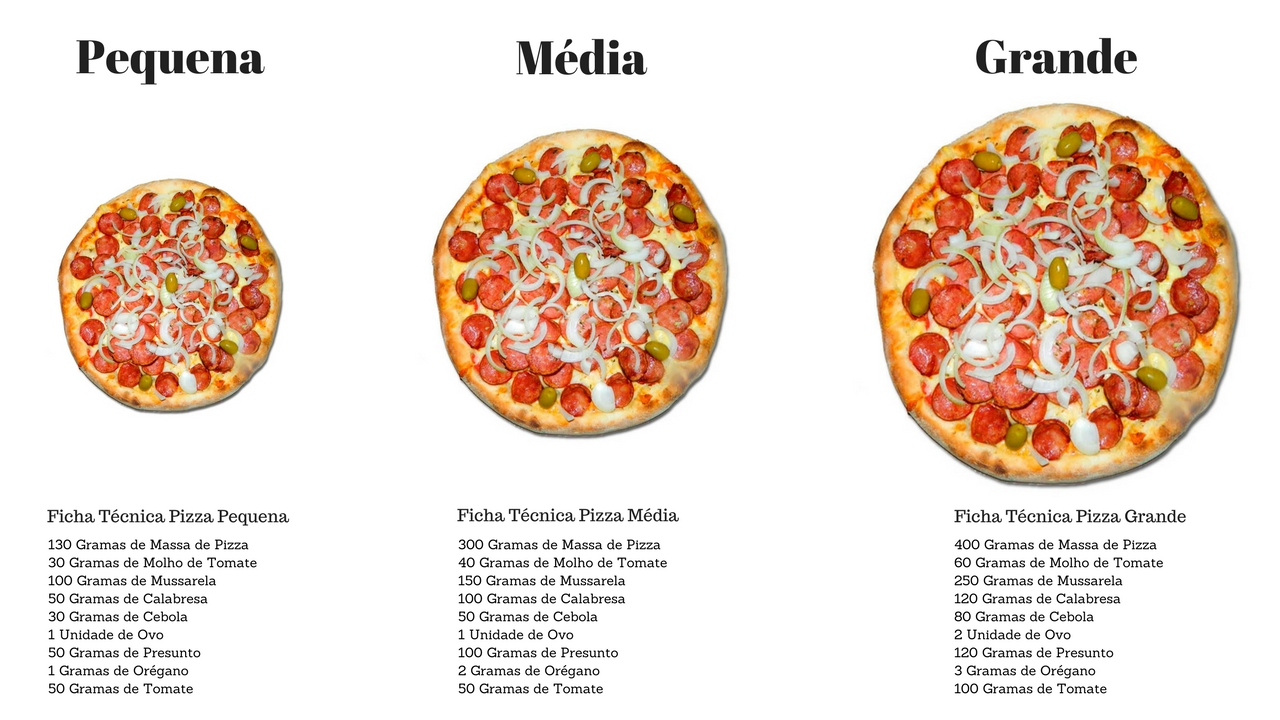 Pequena
Média
Grande
Ficha Técnica Pizza Pequena
130 Gramas de Massa de Pizza
30 Gramas de Molho de Tomate
100 Gramas de Mussarela
50 Gramas de Calabresa
30 Gramas de Cebola
1 Unidade de Ovo
50 Gramas de Presunto
1 Gramas de Orégano
50 Gramas de Tomate
Ficha Técnica Pizza Média
300 Gramas de Massa de Pizza
40 Gramas de Molho de Tomate
150 Gramas de Mussarela
100 Gramas de Calabresa
50 Gramas de Cebola
1 Unidade de Ovo
100 Gramas de Presunto
2 Gramas de Orégano
50 Gramas de Tomate
Ficha Técnica Pizza Grande
400 Gramas de Massa de Pizza
60 Gramas de Molho de Tomate
250 Gramas de Mussarela
120 Gramas de Calabresa
80 Gramas de Cebola
2 Unidade de Ovo
120 Gramas de Presunto
3 Gramas de Orégano
100 Gramas de Tomate